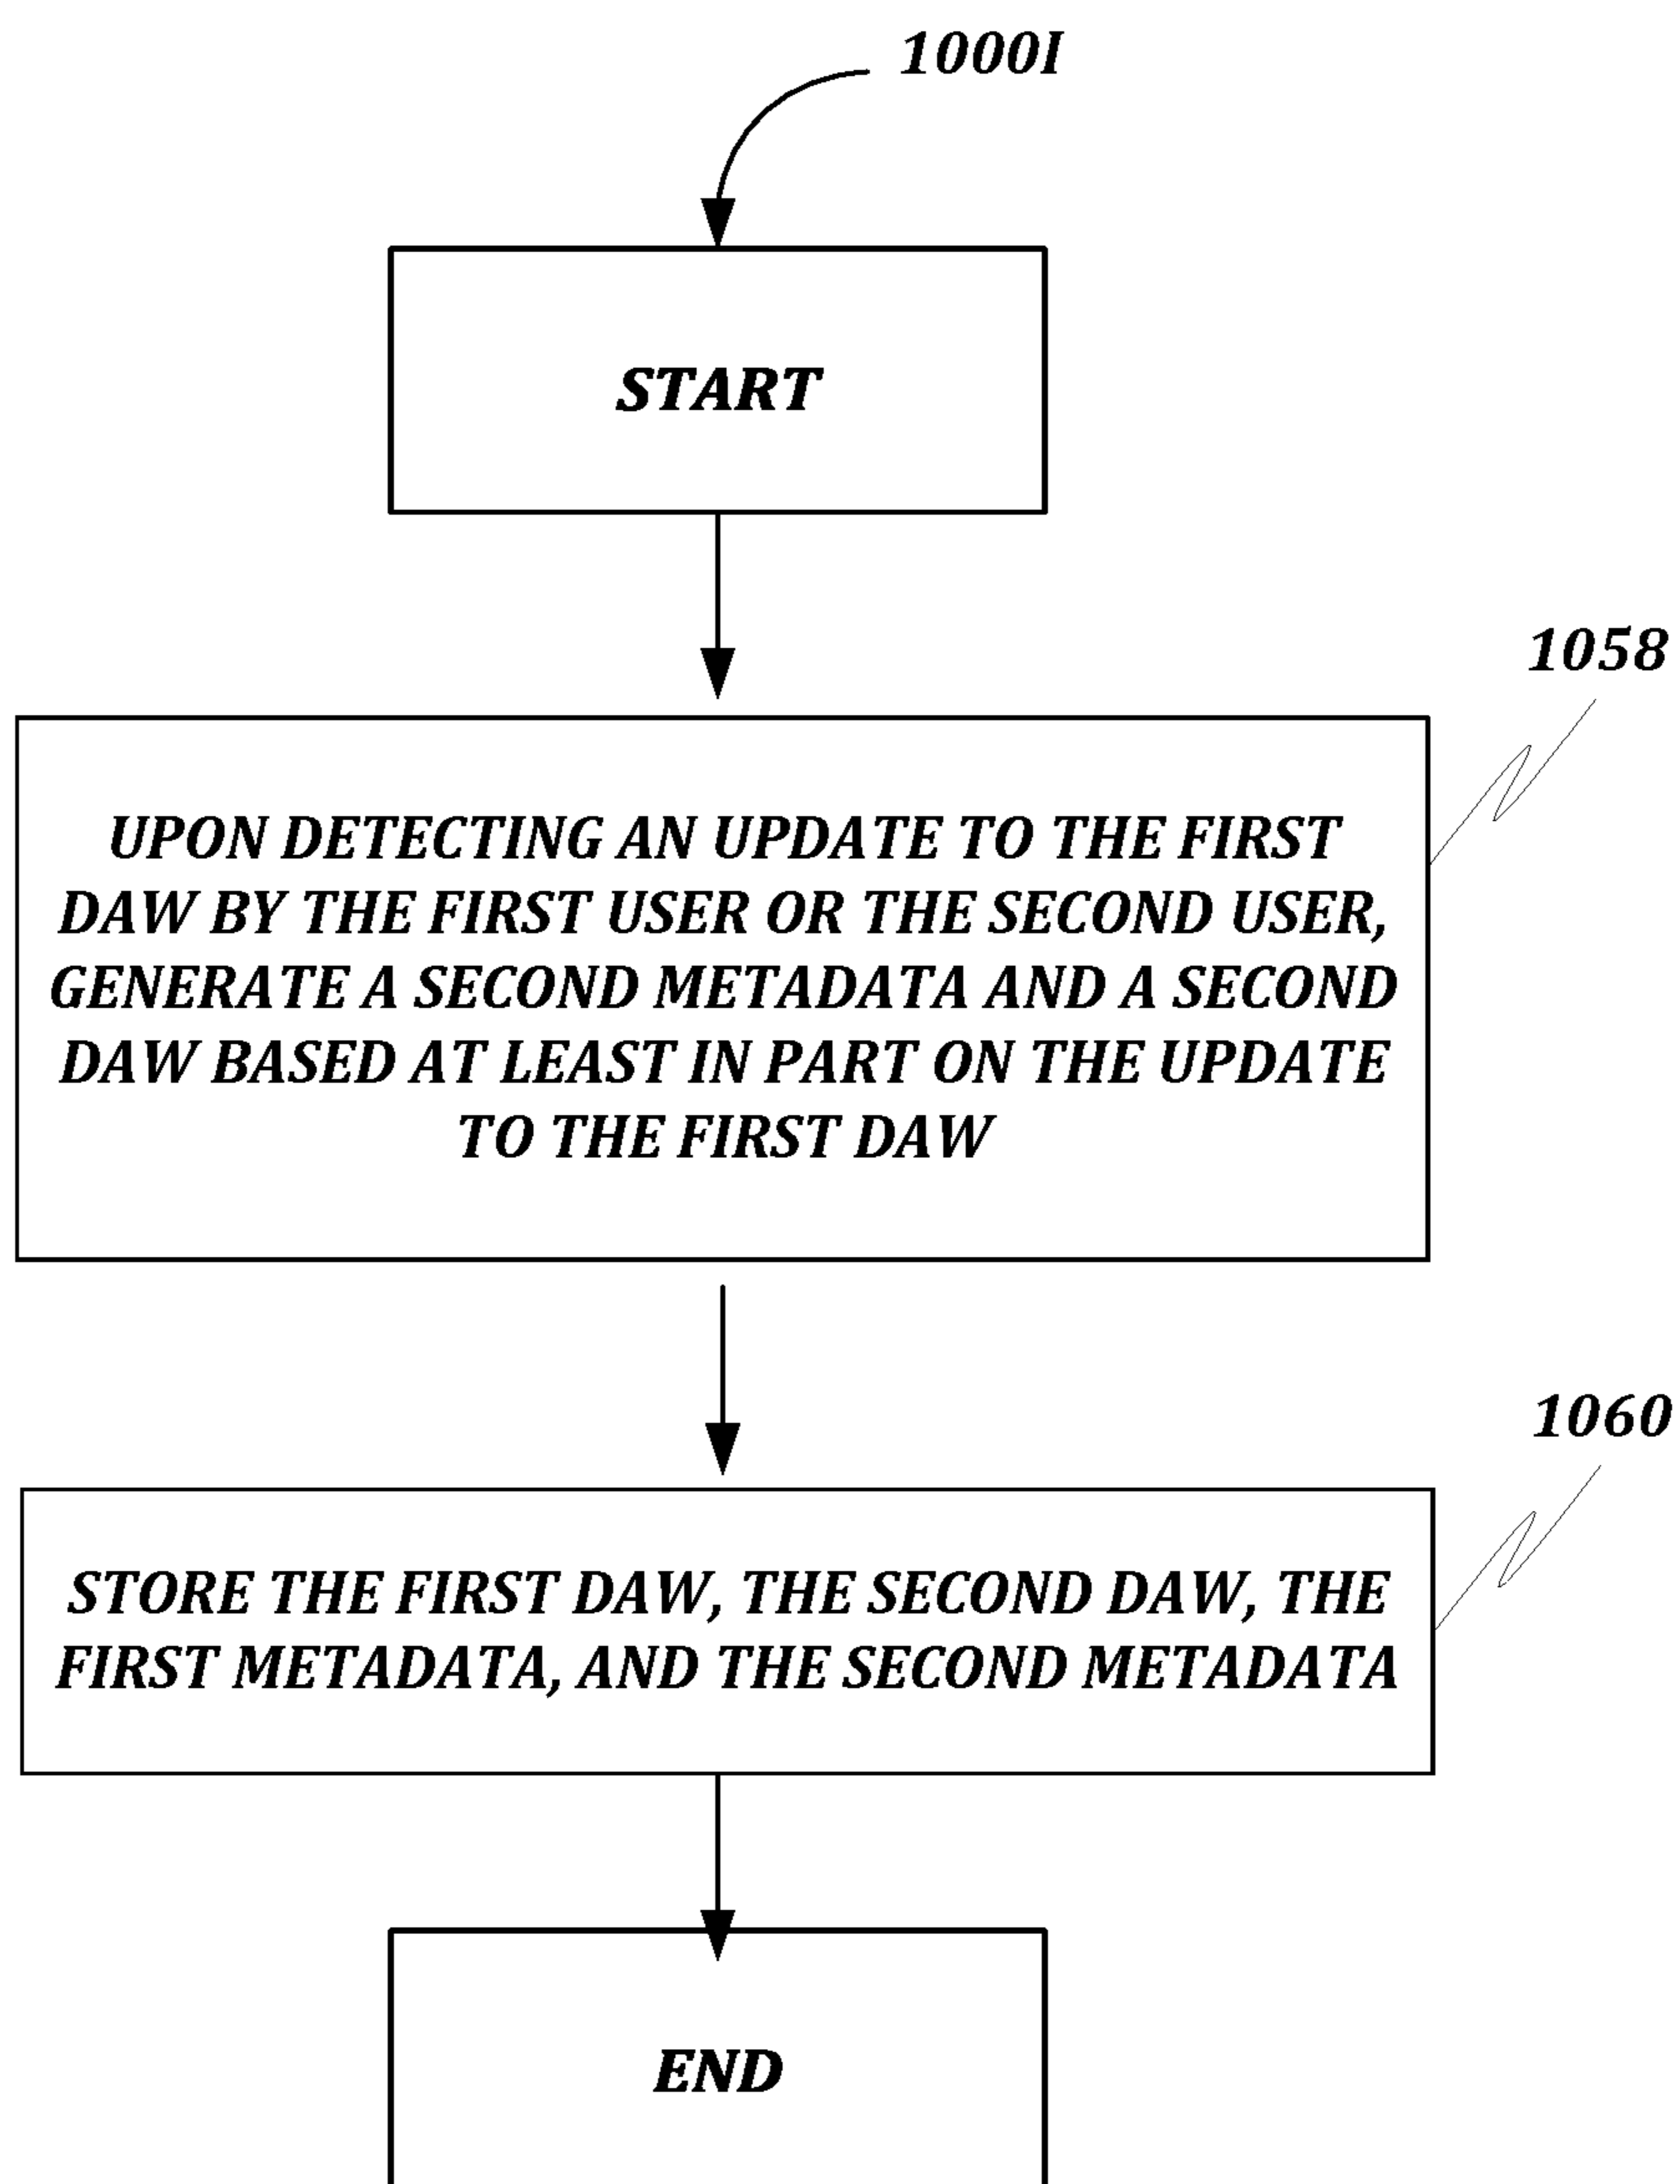 1000I
START
1058
UPON DETECTING AN UPDATE TO THE FIRST
DAW BY THE FIRST USER OR THE SECOND USER,
GENERATE A SECOND METADATA AND A SECOND
DAW BASED AT LEAST IN PART ON THE UPDATE
TO THE FIRST DAW
1060
STORE THE FIRST DAW, THE SECOND DAW, THE
FIRST METADATA, AND THE SECOND METADATA
END